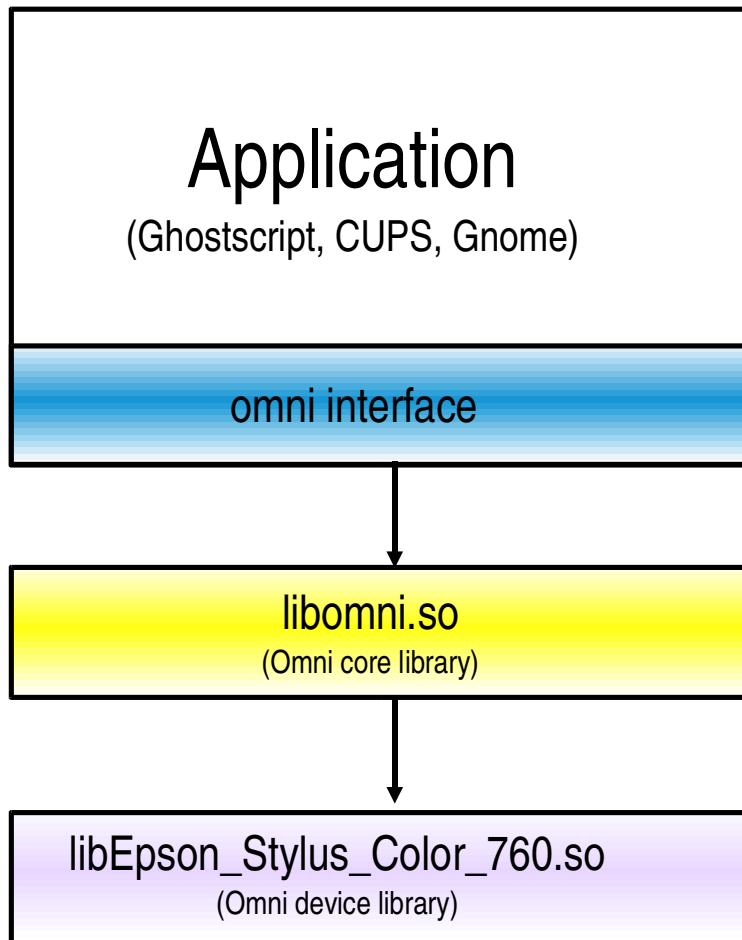 Application
(Ghostscript, CUPS, Gnome)
omni interface
libomni.so
(Omni core library)
libEpson_Stylus_Color_760.so
(Omni device library)